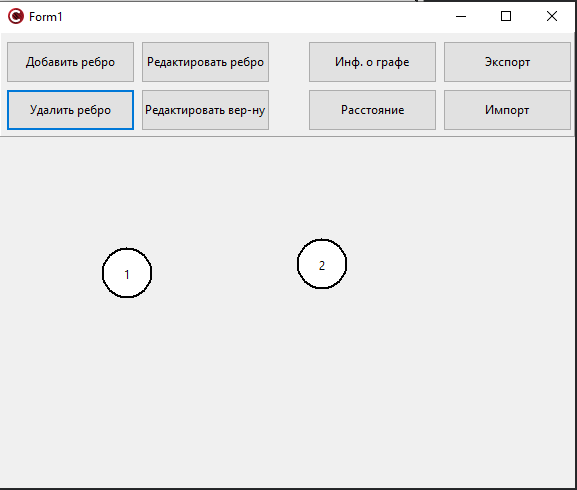 Form1
Добавить ребро
Редактировать ребро
Инф. о графе
Экспорт
Удалить ребро
Редактировать вер-ну
Расстояние
Импорт
1
2